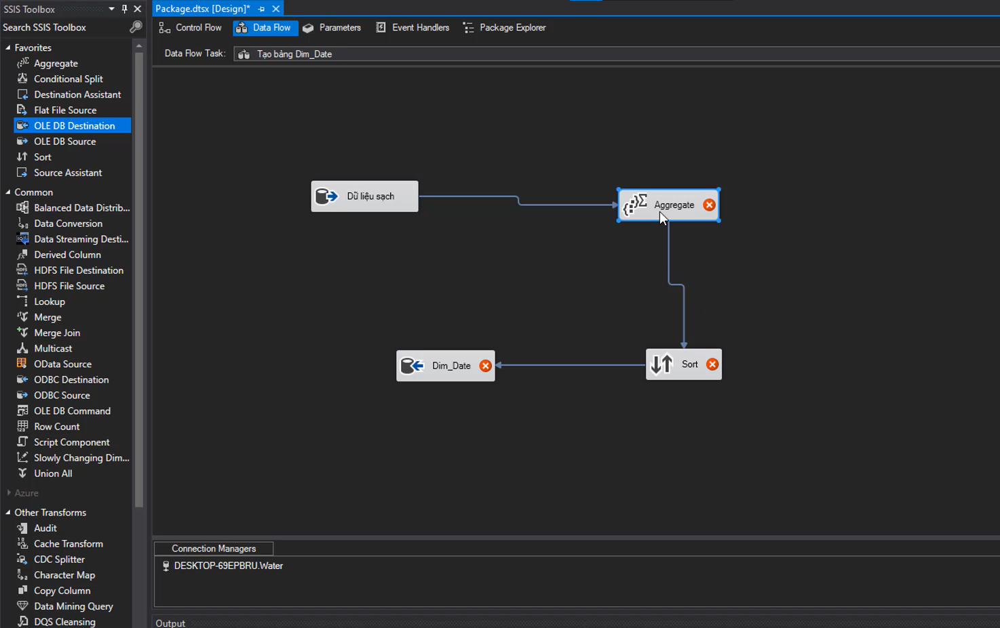 SSIS Toolbox
Search SSIS Toolbox
Favorites
Aggregate
Conditional Split
Destination Assistant
Flat File Source
OLE DB Destination
OLE DB Source
Sort
Source Assistant
Common
Balanced Data Distrib...
Data Conversion
Data Streaming Desti...
Derived Column
HDFS File Destination
HDFS File Source
Lookup
Merge
Merge Join
Multicast
OData Source
ODBC Destination
ODBC Source
OLE DB Command
Row Count
Script Component
Slowly Changing Dim...
Union All
Azure
Other Transforms
Audit
Cache Transform
CDC Splitter
Character Map
Copy Column
Data Mining Query
DQS Cleansing
Package.dtsx [Design]*
Control Flow
Data Flow
Parameters
Event Handlers
Package Explorer
Data Flow Task:
Tạo bảng Dim_Date
Dữ liệu sạch
Aggregate
Dim_Date
Sort
Connection Managers
DESKTOP-69EPBRU.Water
Output